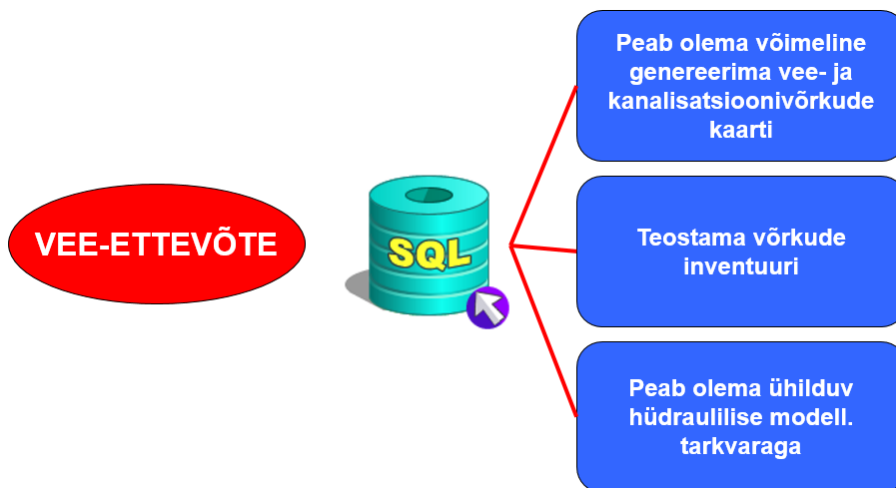 VEE-ETTEVÕTE
SQL
Peab olema võimeline
genereerima vee- ja
kanalisatsioonivõrkude
kaarti
Teostama võrkude
inventuuri
Peab olema ühilduv
hüdraulilise modell.
tarkvaraga